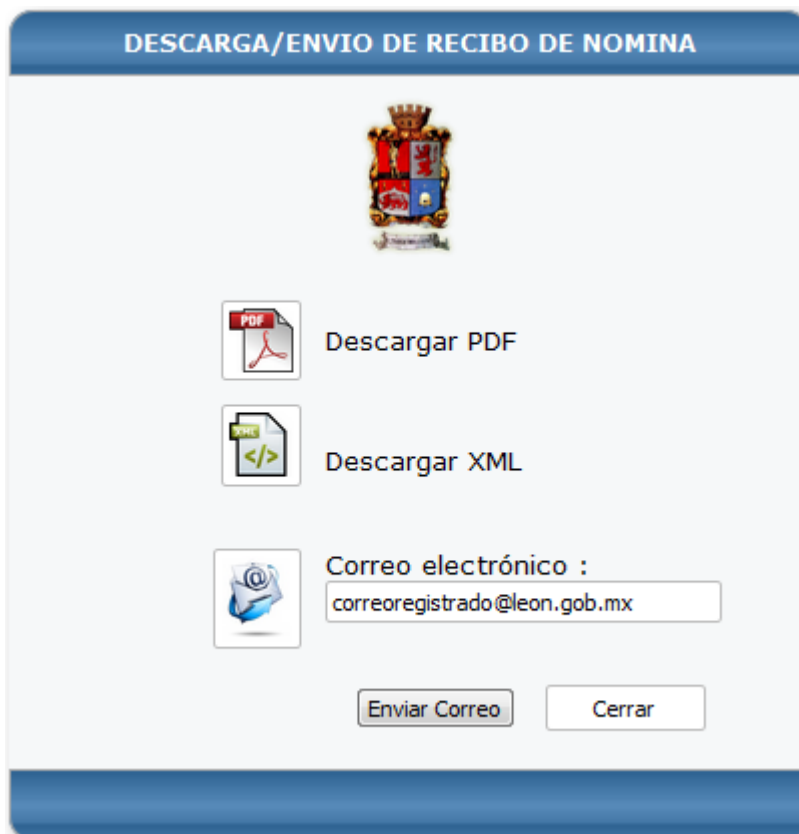 DESCARGA/ENVIO DE RECIBO DE NOMINA
PDF
Descargar PDF
XML
</>
Descargar XML
@
Correo electrónico :
correoregistrado@leon.gob.mx
Enviar Correo
Cerrar